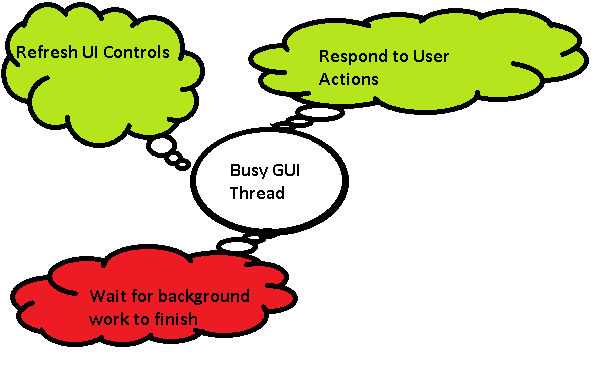 Refresh UI Controls
Respond to User
Actions
Busy GUI
Thread
Wait for background
work to finish